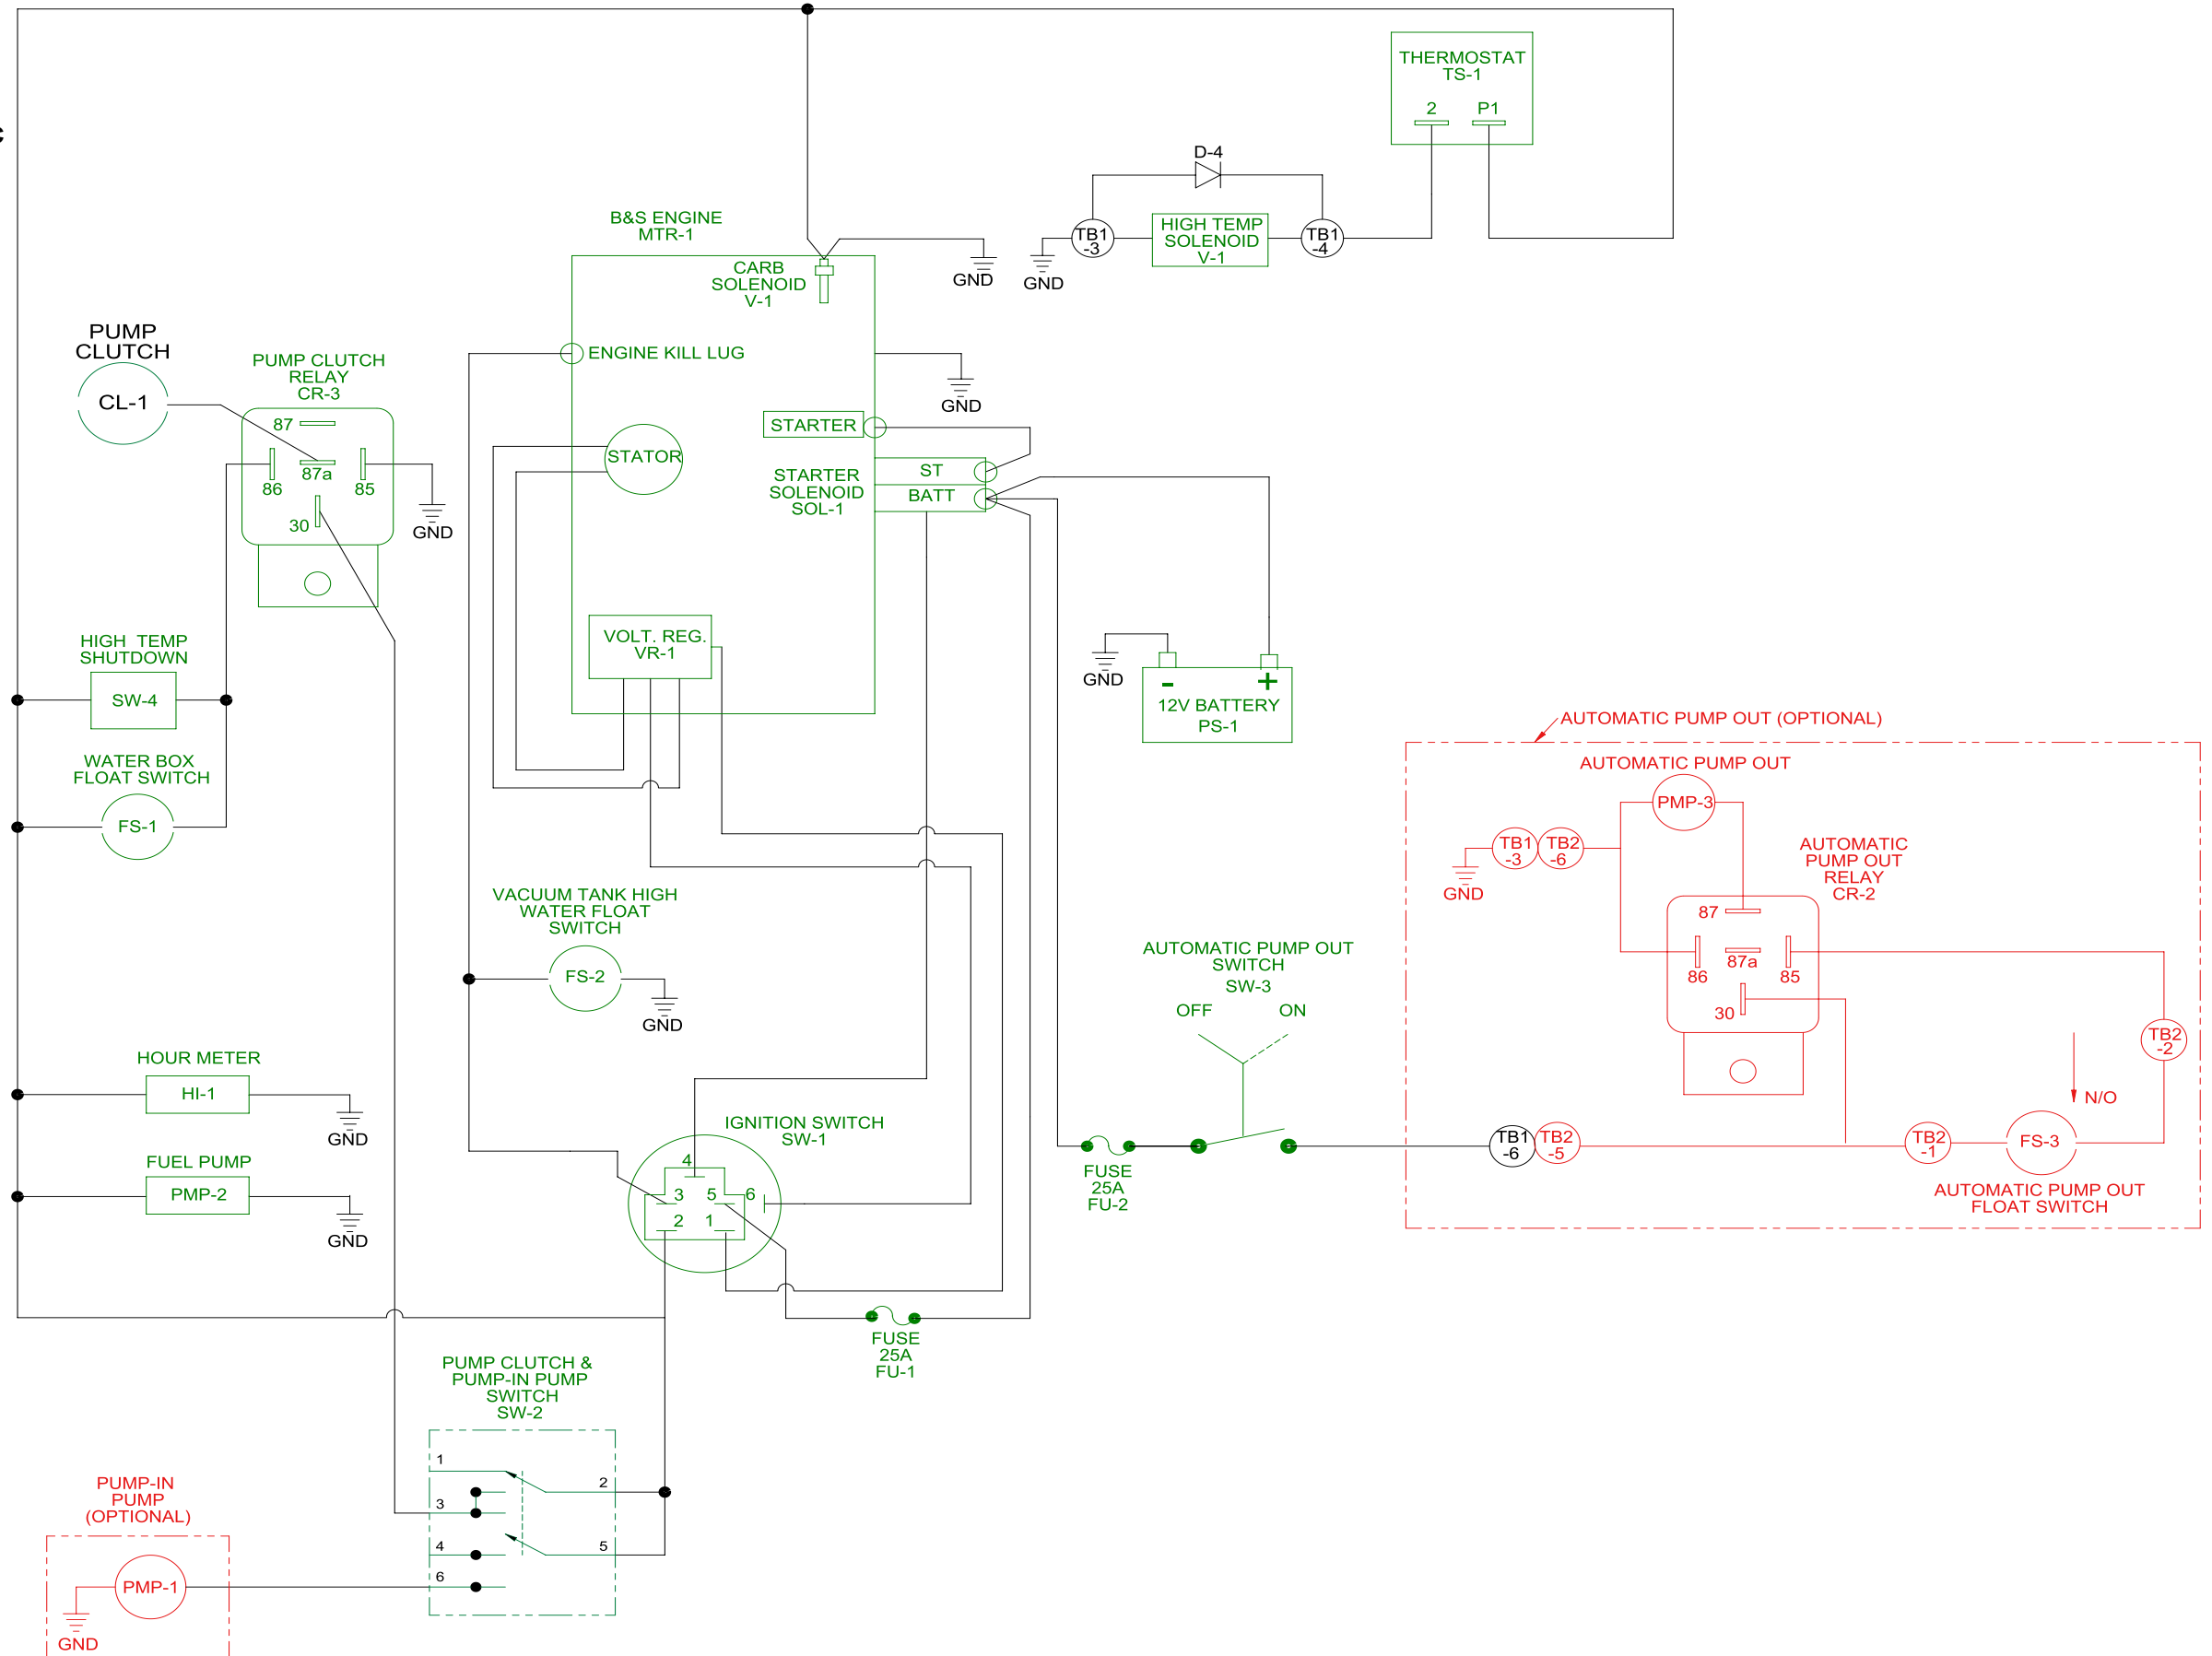 THERMOSTAT
TS-1
2 P1
D-4
TB1
-3
HIGH TEMP
SOLENOID
V-1
TB1
-4
GND
B&S ENGINE
MTR-1
CARB
SOLENOID
V-1
GND
ENGINE KILL LUG
GND
STARTER
STATOR
STARTER
SOLENOID
SOL-1
ST
BATT
VOLT. REG.
VR-1
PUMP
CLUTCH
CL-1
PUMP CLUTCH
RELAY
CR-3
87
86
87a
85
30
GND
HIGH TEMP
SHUTDOWN
SW-4
WATER BOX
FLOAT SWITCH
FS-1
GND
- +
12V BATTERY
PS-1
VACUUM TANK HIGH
WATER FLOAT
SWITCH
FS-2
GND
HOUR METER
HI-1
GND
FUEL PUMP
PMP-2
GND
IGNITION SWITCH
SW-1
4
3 5 6
2 1
AUTOMATIC PUMP OUT
SWITCH
SW-3
OFF ON
FUSE
25A
FU-2
FUSE
25A
FU-1
AUTOMATIC PUMP OUT (OPTIONAL)
AUTOMATIC PUMP OUT
PMP-3
TB1
-3
TB2
-6
GND
AUTOMATIC
PUMP OUT
RELAY
CR-2
87
86
87a
85
30
TB2
-2
N/O
TB1
-6
TB2
-5
TB2
-1
FS-3
AUTOMATIC PUMP OUT
FLOAT SWITCH
PUMP CLUTCH &
PUMP-IN PUMP
SWITCH
SW-2
1
2
3
4
5
6
PUMP-IN
PUMP
(OPTIONAL)
PMP-1
GND